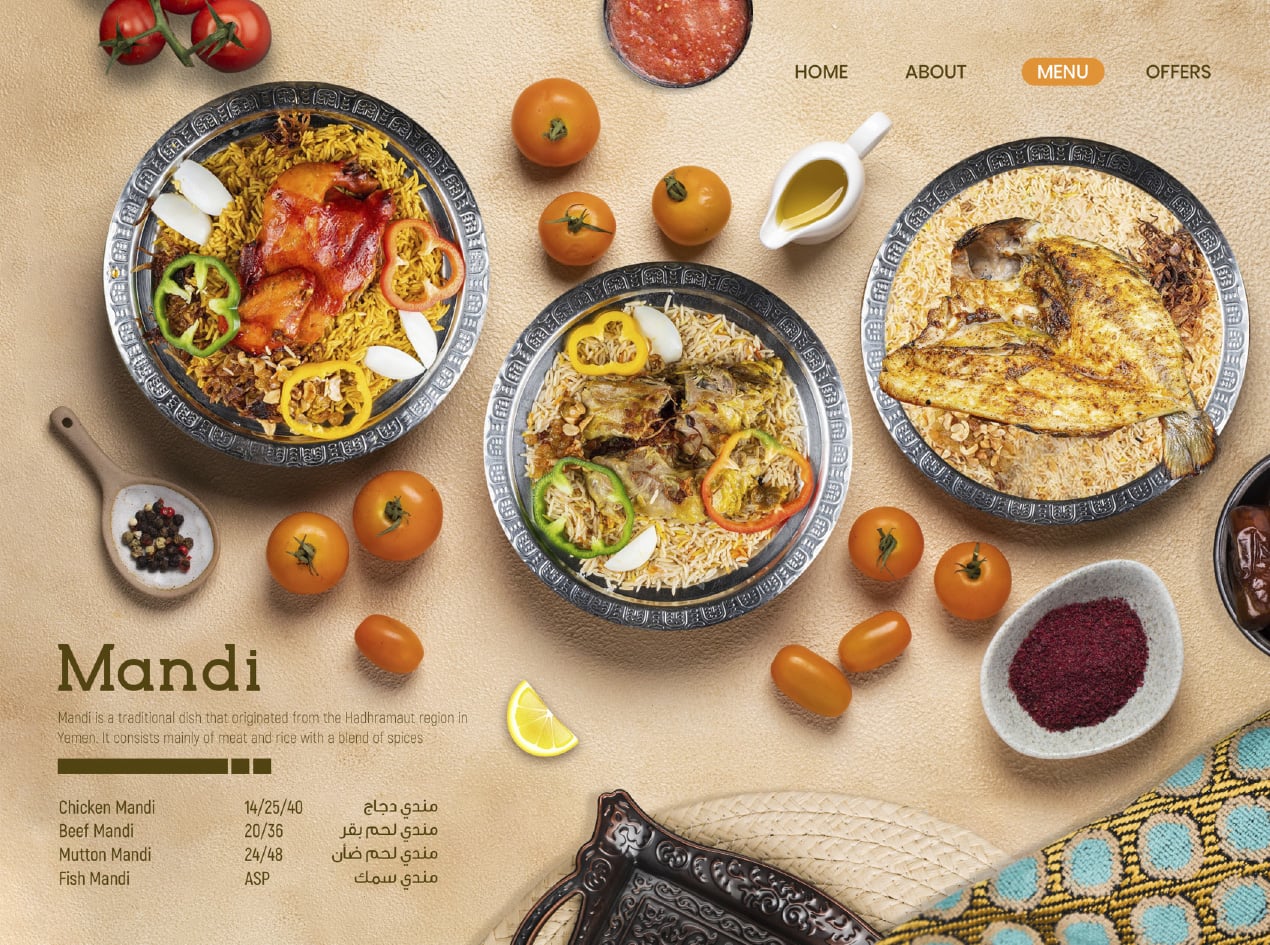 HOME ABOUT MENU OFFERS
Mandi
Mandi is a traditional dish that originated from the Hadhramaut region in
Yemen. It consists mainly of meat and rice with a blend of spices
Chicken Mandi 14/25/40 مندي دجاج
Beef Mandi 20/36 مندي لحم بقر
Mutton Mandi 24/48 مندي لحم ضأن
Fish Mandi ASP مندي سمك